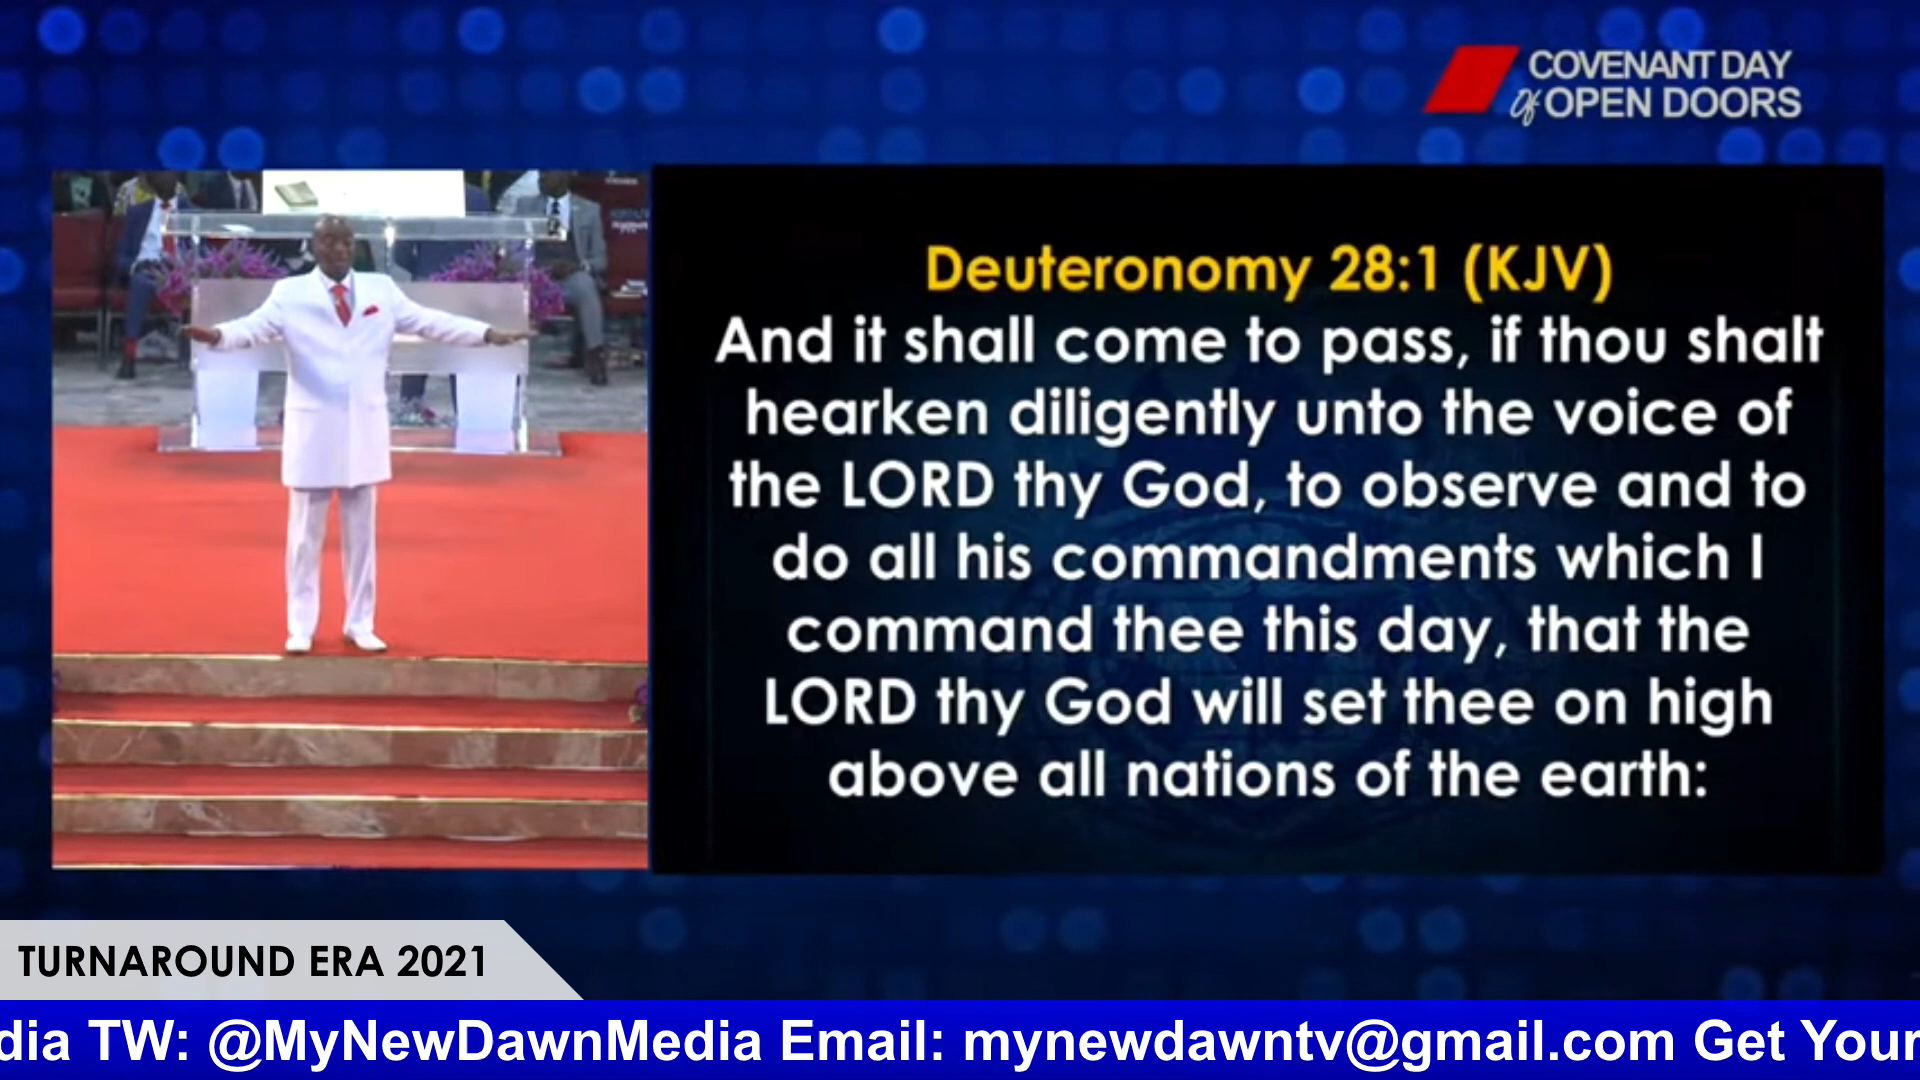 COVENANT DAY
Of OPEN DOORS
Deuteronomy 28:1 (KJV)
And it shall come to pass, if thou shalt
hearken diligently unto the voice of
the LORD thy God, to observe and to
do all his commandments which I
command thee this day, that the
LORD thy God will set thee on high
above all nations of the earth:
TURNAROUND ERA 2021
dia TW: @MyNewDawnMedia Email: mynewdawntv@gmail.com Get Your